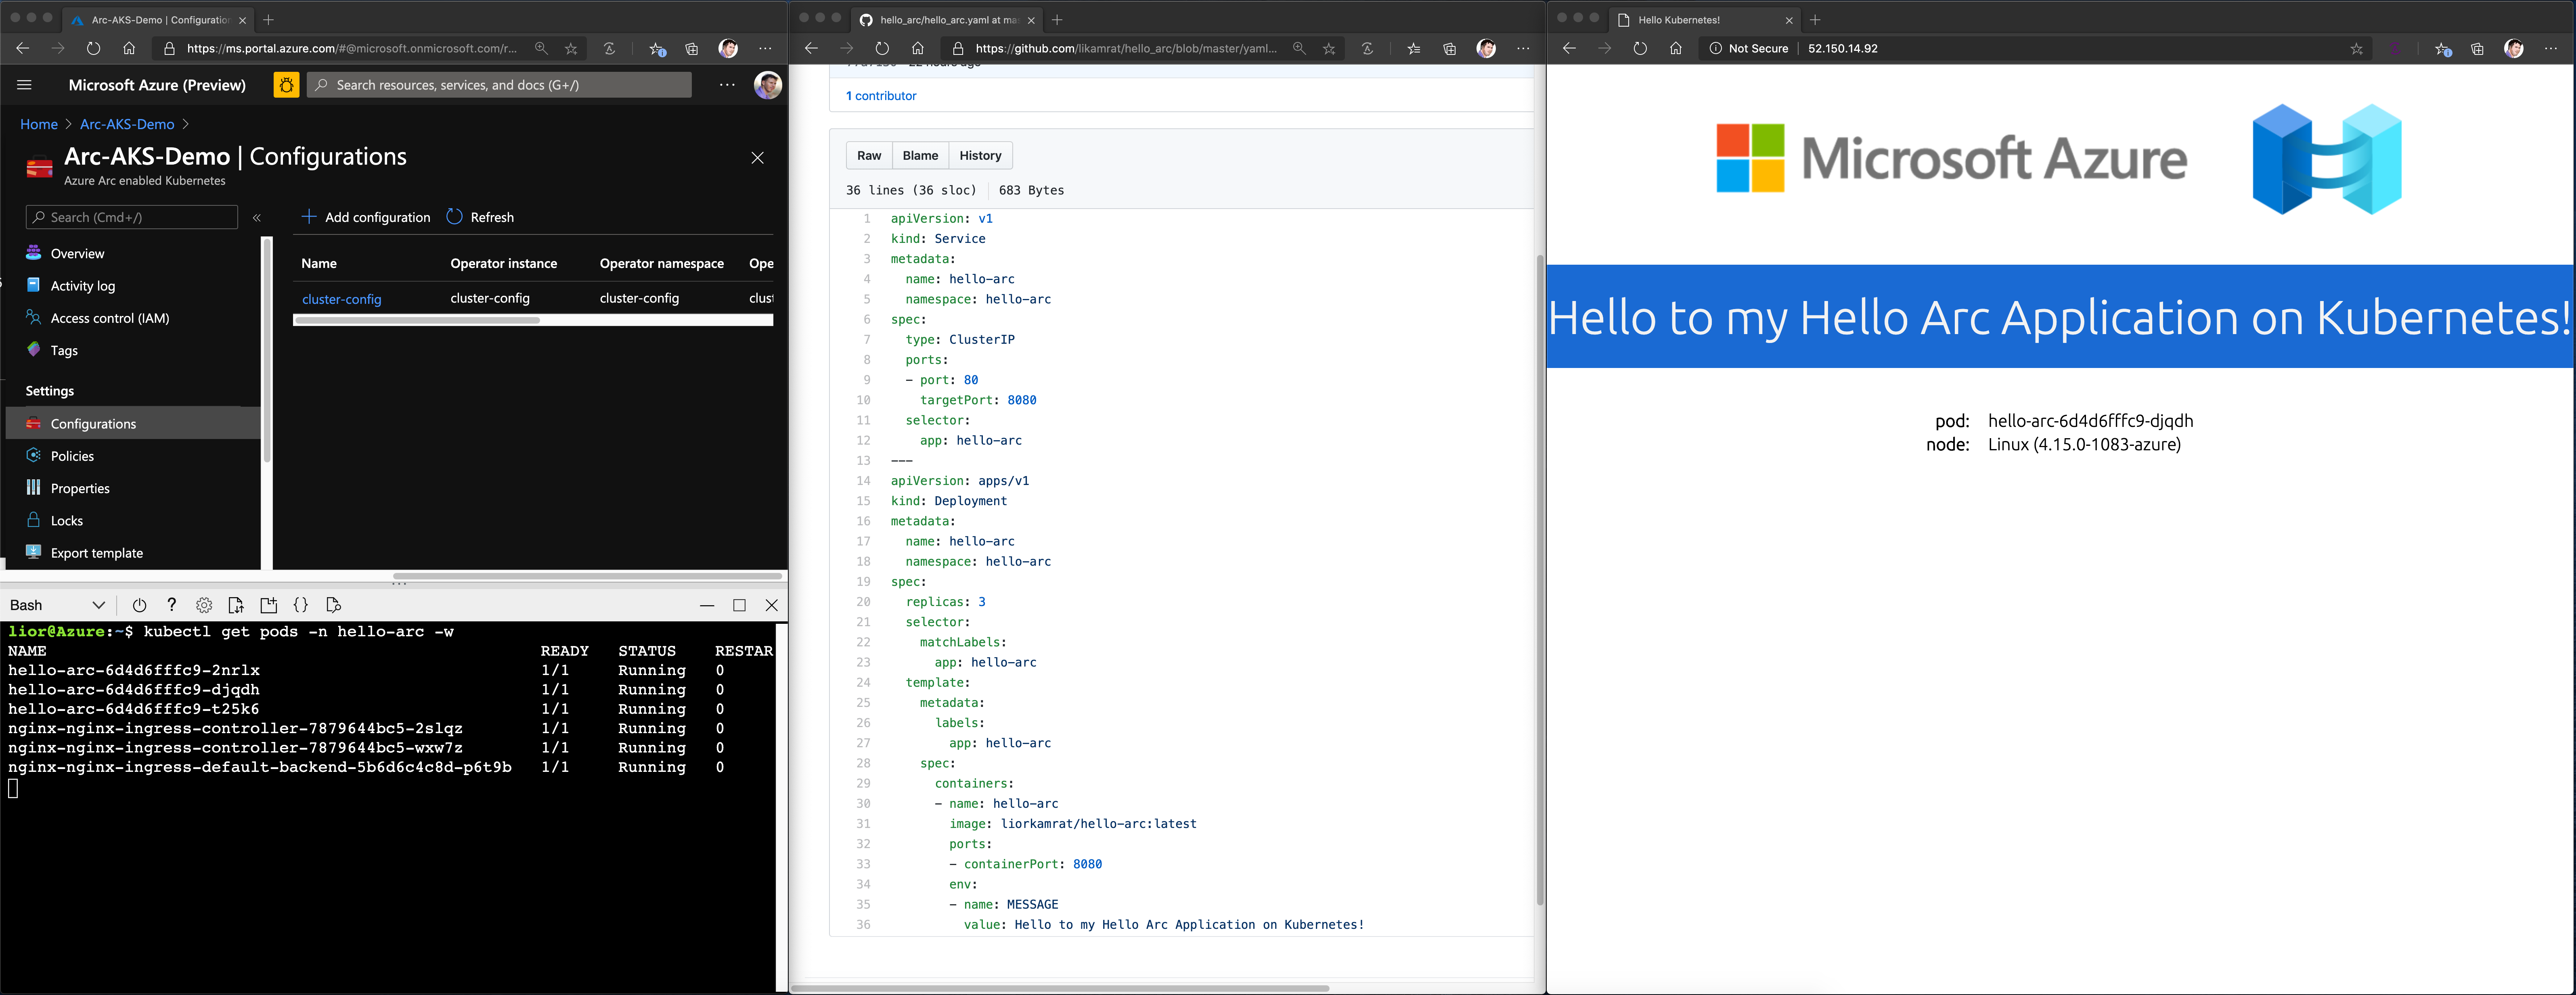 Arc-AKS-Demo | Configuration
https://ms.portal.azure.com/#@microsoft.onmicrosoft.com/r...
Microsoft Azure (Preview)
Search resources, services, and docs (G+/)
Home > Arc-AKS-Demo >
Arc-AKS-Demo | Configurations
Azure Arc enabled Kubernetes
Search (Cmd+/)
«
Add configuration
Refresh
Overview
Activity log
Access control (IAM)
Tags
Settings
Configurations
Policies
Properties
Locks
Export template
Name Operator instance Operator namespace Ope
cluster-config cluster-config cluster-config clust
Bash
lior@Azure:~$ kubectl get pods -n hello-arc -w
NAME READY STATUS RESTAR
hello-arc-6d4d6fffc9-2nrlx 1/1 Running 0
hello-arc-6d4d6fffc9-djqdh 1/1 Running 0
hello-arc-6d4d6fffc9-t25k6 1/1 Running 0
nginx-nginx-ingress-controller-7879644bc5-2slqz 1/1 Running 0
nginx-nginx-ingress-controller-7879644bc5-wxw7z 1/1 Running 0
nginx-nginx-ingress-default-backend-5b6d6c4c8d-p6t9b 1/1 Running 0
hello_arc/hello_arc.yaml at mas
https://github.com/likamrat/hello_arc/blob/master/yaml...
1 contributor
Raw Blame History
36 lines (36 sloc) 683 Bytes
1 apiVersion: v1
2 kind: Service
3 metadata:
4 name: hello-arc
5 namespace: hello-arc
6 spec:
7 type: ClusterIP
8 ports:
9 - port: 80
10 targetPort: 8080
11 selector:
12 app: hello-arc
13 ---
14 apiVersion: apps/v1
15 kind: Deployment
16 metadata:
17 name: hello-arc
18 namespace: hello-arc
19 spec:
20 replicas: 3
21 selector:
22 matchLabels:
23 app: hello-arc
24 template:
25 metadata:
26 labels:
27 app: hello-arc
28 spec:
29 containers:
30 - name: hello-arc
31 image: liorkamrat/hello-arc:latest
32 ports:
33 - containerPort: 8080
34 env:
35 - name: MESSAGE
36 value: Hello to my Hello Arc Application on Kubernetes!
Hello Kubernetes!
Not Secure | 52.150.14.92
Microsoft Azure
Hello to my Hello Arc Application on Kubernetes!
pod: hello-arc-6d4d6fffc9-djqdh
node: Linux (4.15.0-1083-azure)